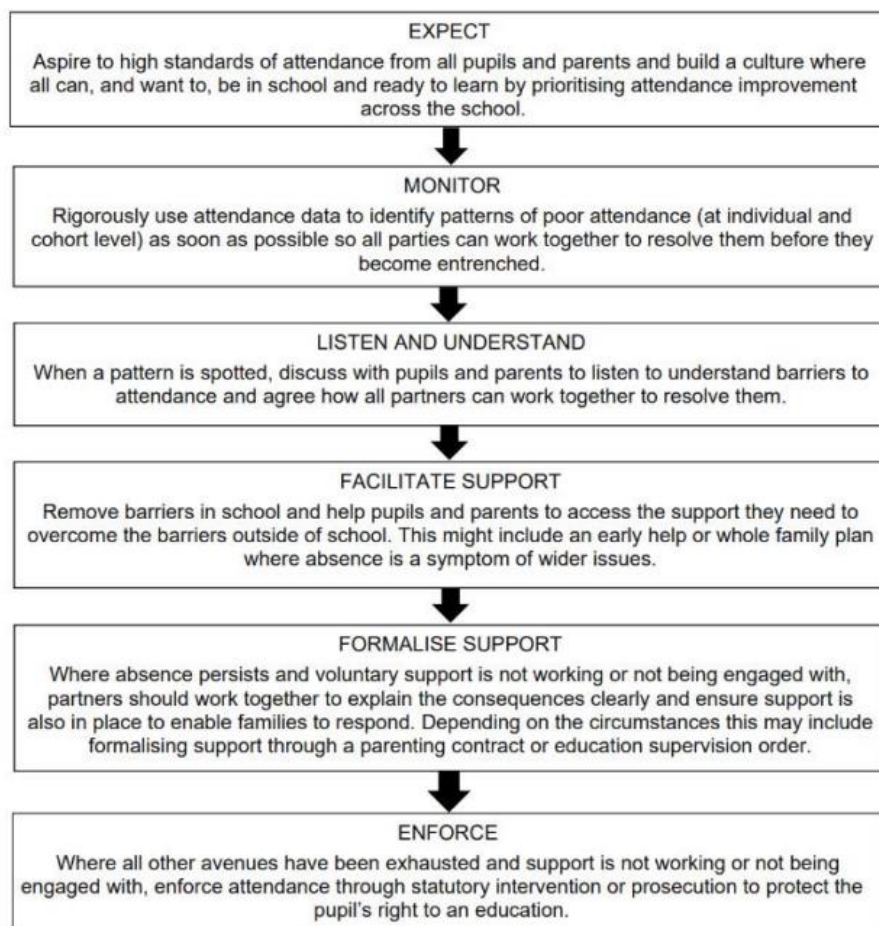 EXPECT
Aspire to high standards of attendance from all pupils and parents and build a culture where
all can, and want to, be in school and ready to learn by prioritising attendance improvement
across the school.
MONITOR
Rigorously use attendance data to identify patterns of poor attendance (at individual and
cohort level) as soon as possible so all parties can work together to resolve them before they
become entrenched.
LISTEN AND UNDERSTAND
When a pattern is spotted, discuss with pupils and parents to listen to understand barriers to
attendance and agree how all partners can work together to resolve them.
FACILITATE SUPPORT
Remove barriers in school and help pupils and parents to access the support they need to
overcome the barriers outside of school. This might include an early help or whole family plan
where absence is a symptom of wider issues.
FORMALISE SUPPORT
Where absence persists and voluntary support is not working or not being engaged with,
partners should work together to explain the consequences clearly and ensure support is
also in place to enable families to respond. Depending on the circumstances this may include
formalising support through a parenting contract or education supervision order.
ENFORCE
Where all other avenues have been exhausted and support is not working or not being
engaged with, enforce attendance through statutory intervention or prosecution to protect the
pupil's right to an education.